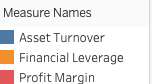 Measure Names
Asset Turnover
Financial Leverage
Profit Margin